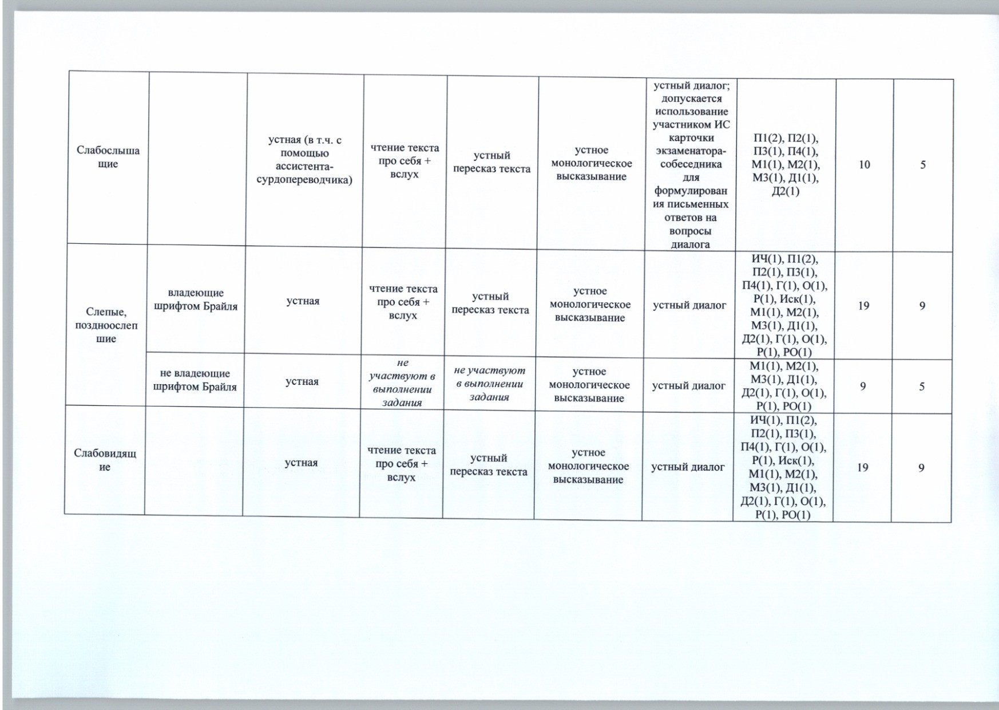 Слабослыша
щие
устная (в т.ч. с
помощью
ассистента-
сурдопереводчика)
чтение текста
про себя +
вслух
устный
пересказ текста
устное
монологическое
высказывание
устный диалог;
допускается
использование
участником ИС
карточки
экзаменатора-
собеседника
для
формулирован
ия письменных
ответов на
вопросы
диалога
П1(2), П2(1),
П3(1), П4(1),
М1(1), М2(1),
М3(1), Д1(1),
Д2(1)
10
5
Слепые,
поздноослеп
шие
владеющие
шрифтом Брайля
устная
чтение текста
про себя +
вслух
устный
пересказ текста
устное
монологическое
высказывание
устный диалог
ИЧ(1), П1(2),
П2(1), П3(1),
П4(1), Г(1), О(1),
Р(1), Иск(1),
М1(1), М2(1),
М3(1), Д1(1),
Д2(1), Г(1), О(1),
Р(1), РО(1)
19
9
не владеющие
шрифтом Брайля
устная
не
участвуют в
выполнении
задания
не участвуют
в выполнении
задания
устное
монологическое
высказывание
устный диалог
М1(1), М2(1),
М3(1), Д1(1),
Д2(1), Г(1), О(1),
Р(1), РО(1)
9
5
Слабовидящ
ие
устная
чтение текста
про себя +
вслух
устный
пересказ текста
устное
монологическое
высказывание
устный диалог
ИЧ(1), П1(2),
П2(1), П3(1),
П4(1), Г(1), О(1),
Р(1), Иск(1),
М1(1), М2(1),
М3(1), Д1(1),
Д2(1), Г(1), О(1),
Р(1), РО(1)
19
9